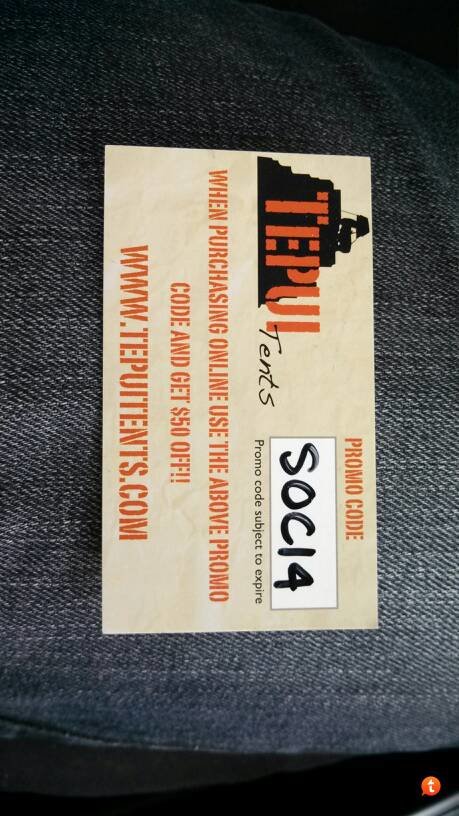 TEPUI
Tents
PROMO CODE
SOC14
Promo code subject to expire
WHEN PURCHASING ONLINE USE THE ABOVE PROMO
CODE AND GET $50 OFF!!
WWW.TEPUITENTS.COM
t